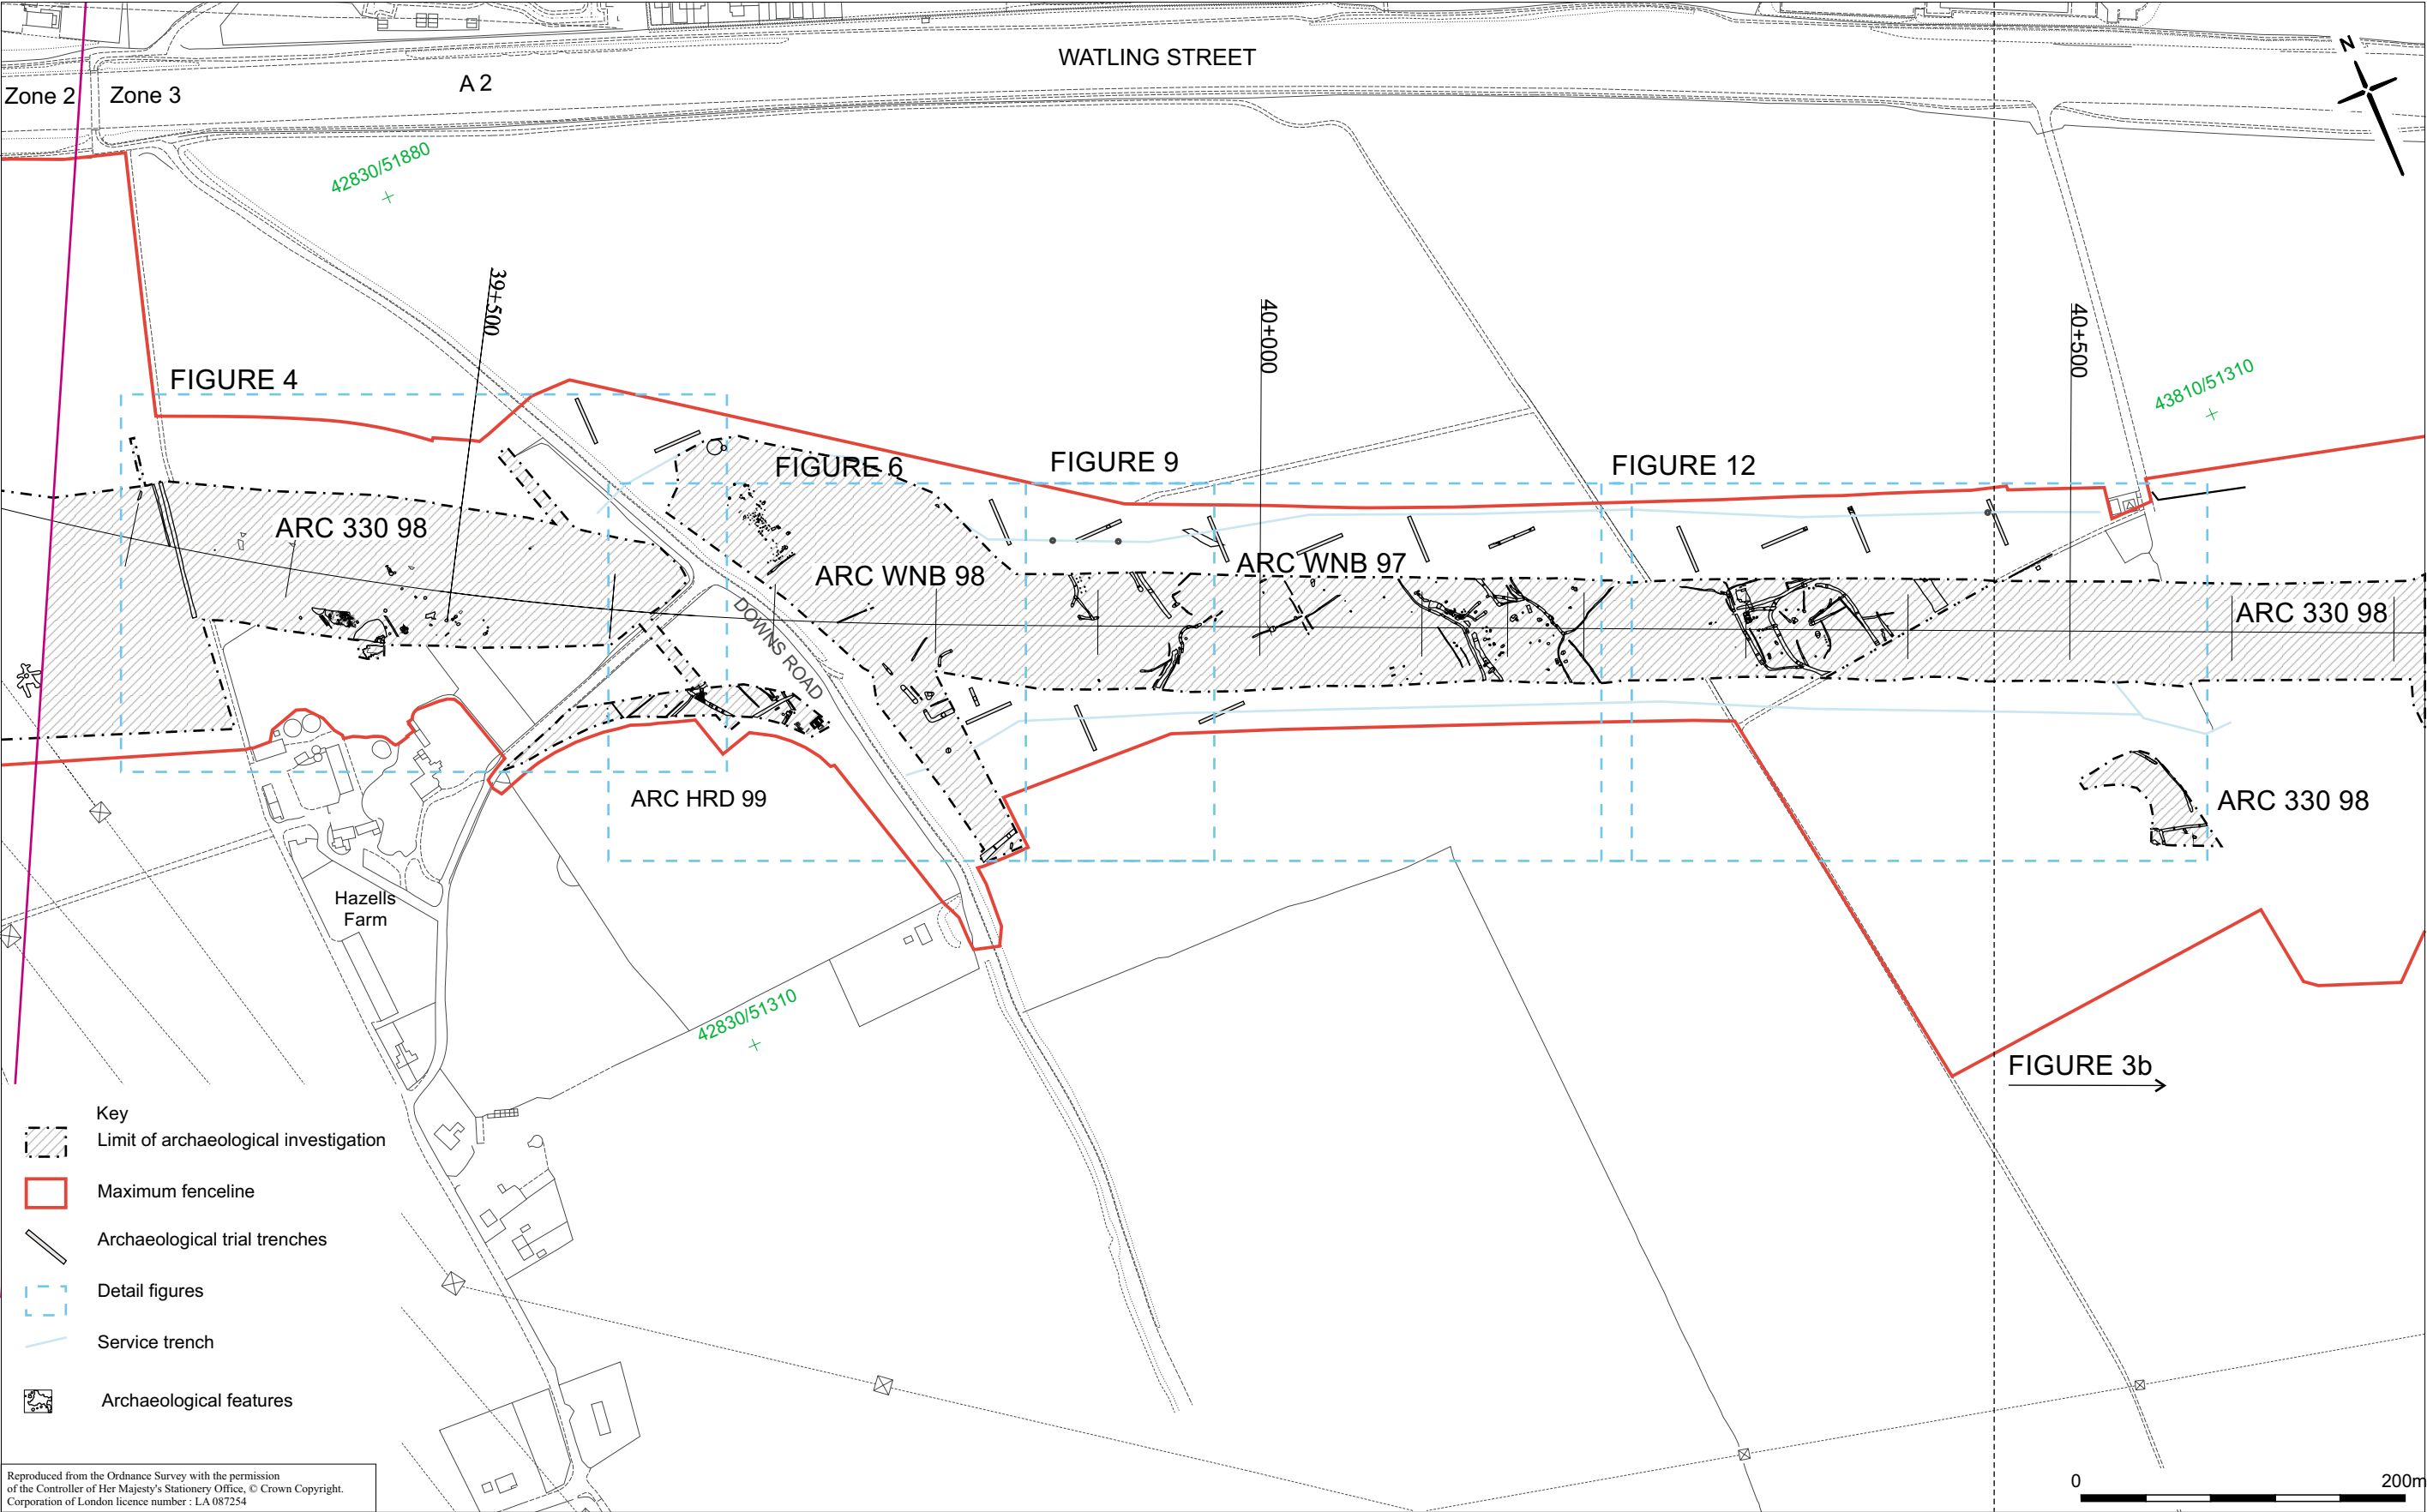 WATLING STREET
N
A 2
Zone 2
Zone 3
42830/51880
39+500
40+000
40+500
43810/51310
FIGURE 4
FIGURE 6
FIGURE 9
FIGURE 12
ARC 330 98
ARC WNB 98
ARC WNB 97
ARC 330 98
DOWNS ROAD
ARC HRD 99
ARC 330 98
Hazells
Farm
42830/51310
FIGURE 3b
Key
Limit of archaeological investigation
Maximum fenceline
Archaeological trial trenches
Detail figures
Service trench
Archaeological features
Reproduced from the Ordnance Survey with the permission
of the Controller of Her Majesty's Stationery Office, © Crown Copyright.
Corporation of London licence number : LA 087254
0
200m